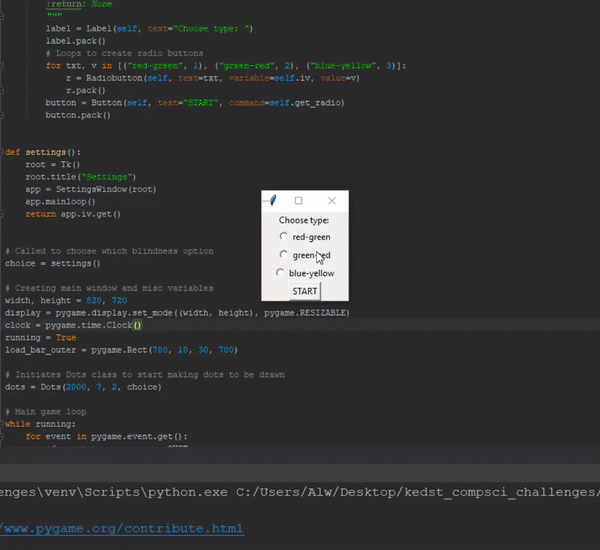 :return: None
"""
label = Label(self, text="Choose type: ")
label.pack()
# Loops to create radio buttons
for txt, v in [("red-green", 1), ("green-red", 2), ("blue-yellow", 3)]:
r = Radiobutton(self, text=txt, variable=self.iv, value=v)
r.pack()
button = Button(self, text="START", command=self.get_radio)
button.pack()
def settings():
root = Tk()
root.title("Settings")
app = SettingsWindow(root)
app.mainloop()
return app.iv.get()
Choose type:
red-green
green-red
blue-yellow
START
# Called to choose which blindness option
choice = settings()
# Creating main window and misc variables
width, height = 820, 720
display = pygame.display.set_mode((width, height), pygame.RESIZABLE)
clock = pygame.time.Clock()
running = True
load_bar_outer = pygame.Rect(780, 10, 30, 700)
# Initiates Dots class to start making dots to be drawn
dots = Dots(2000, 7, 2, choice)
# Main game loop
while running:
for event in pygame.event.get():
enges\venv\Scripts\python.exe C:/Users/Alw/Desktop/kedst_compsci_challenges/
/www.pygame.org/contribute.html